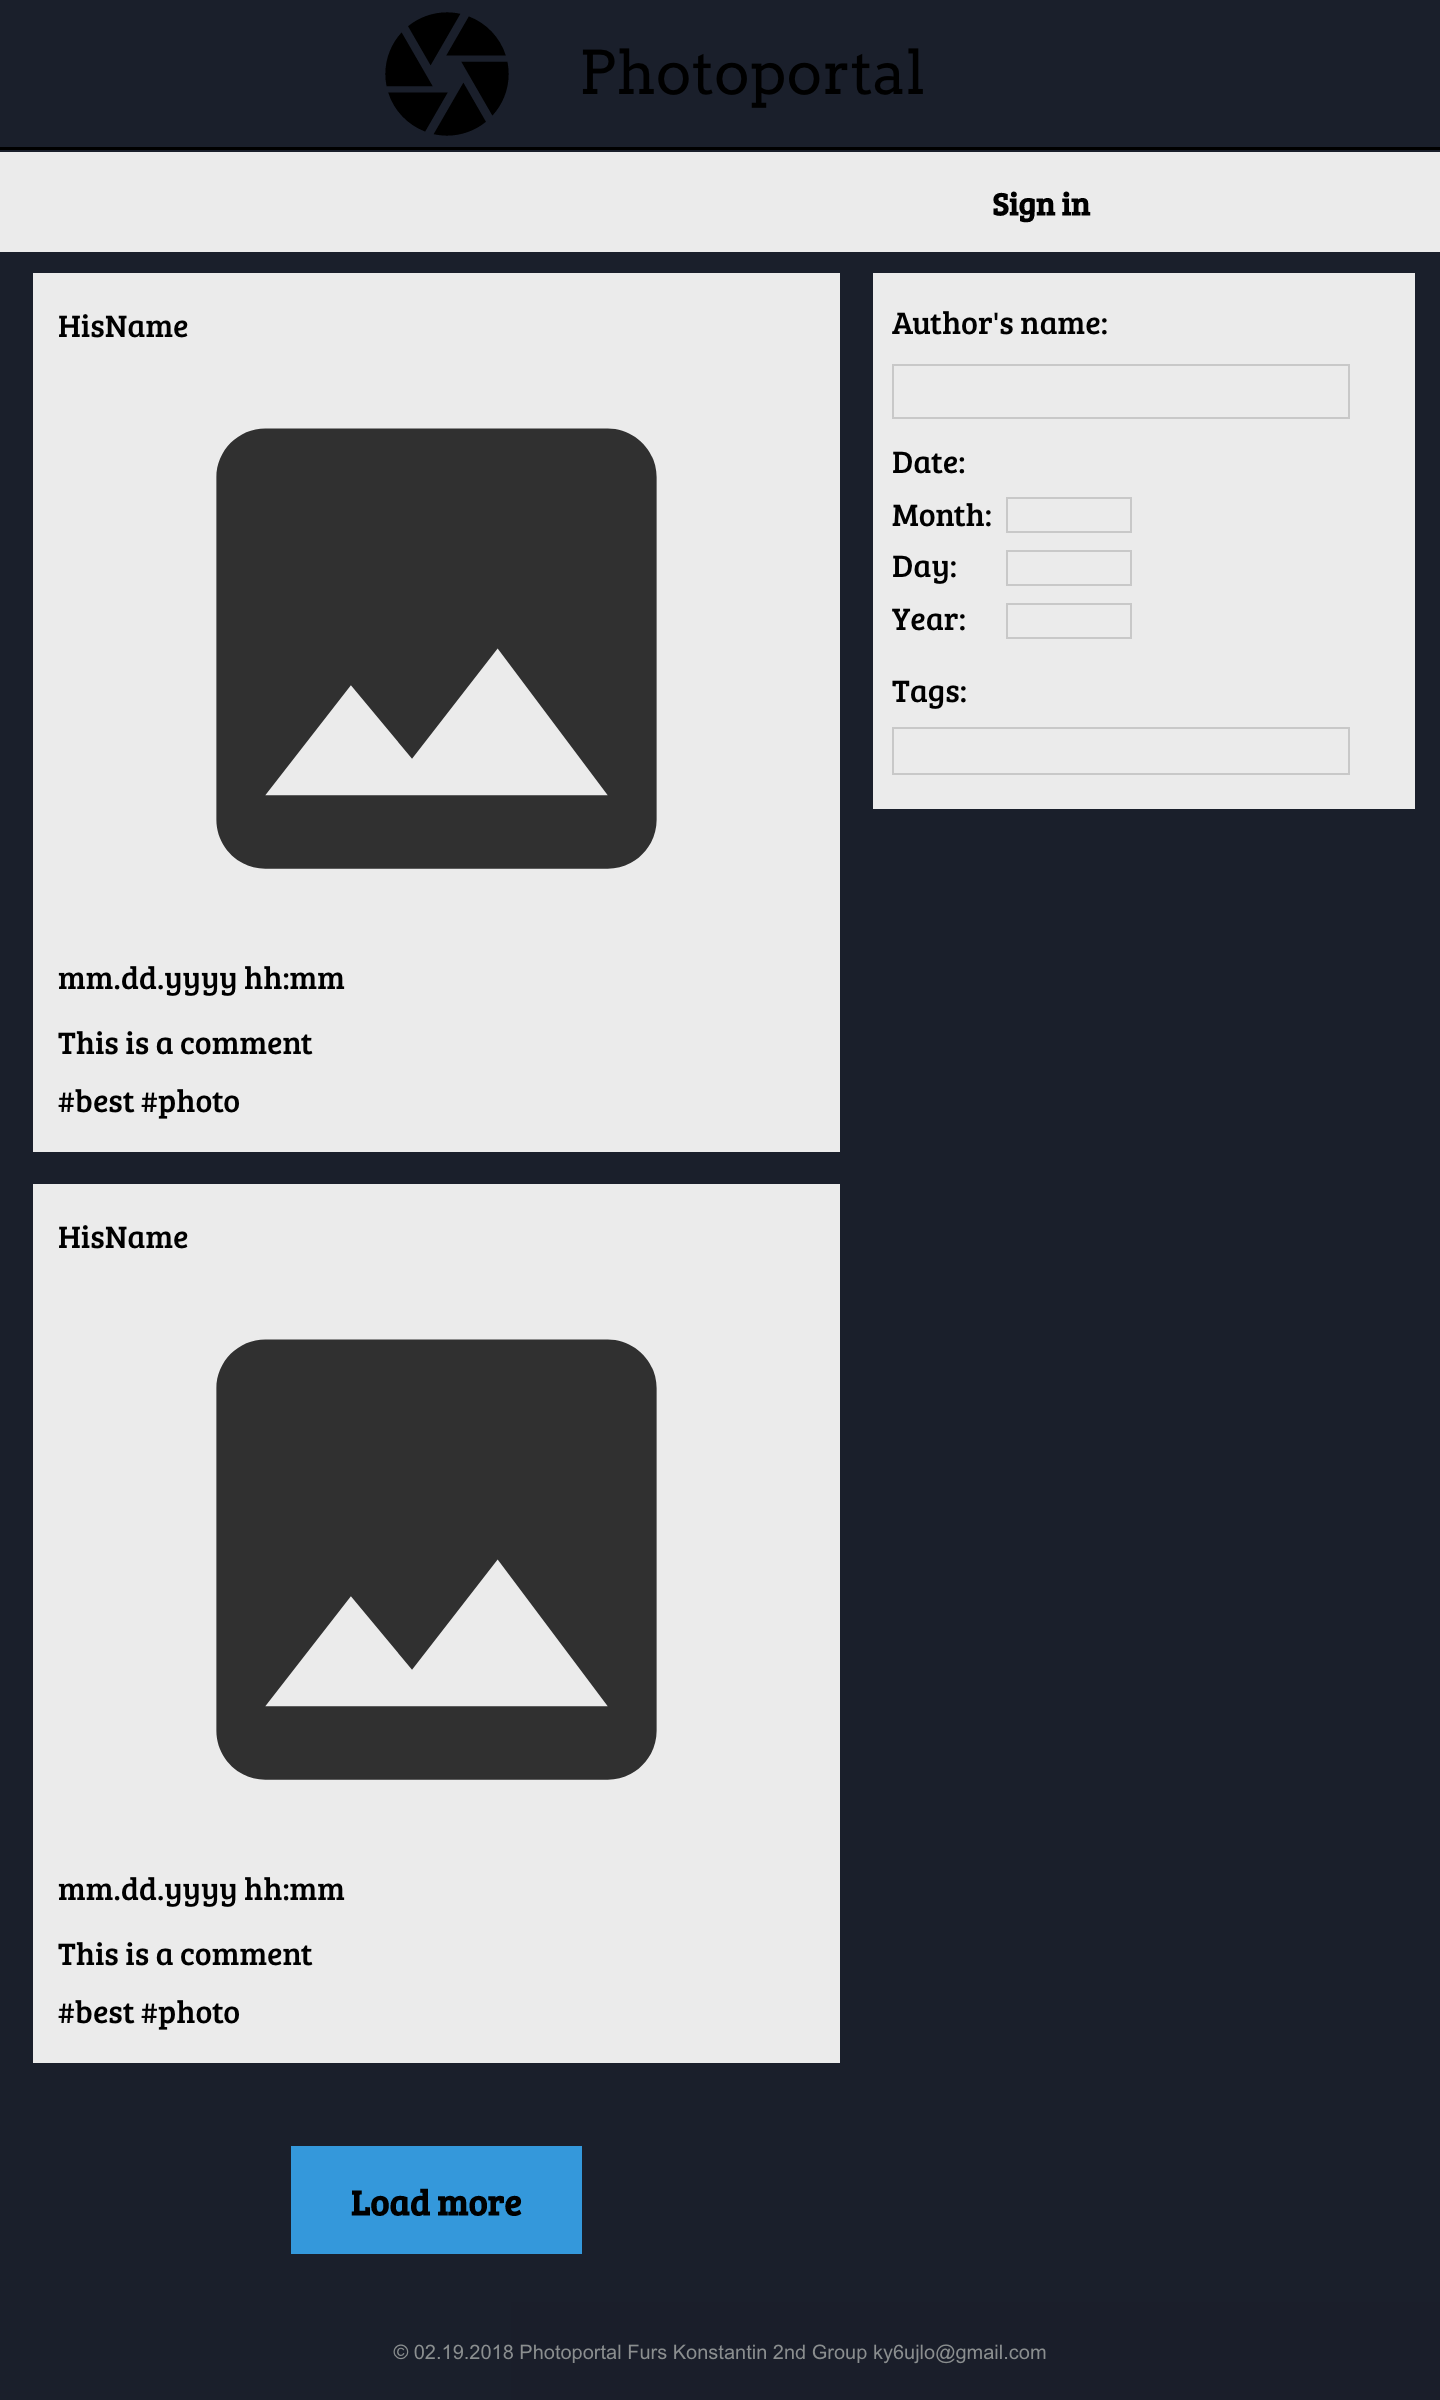 Photoportal
Sign in
HisName
mm.dd.yyyy hh:mm
This is a comment
#best #photo
Author's name:
Date:
Month:
Day:
Year:
Tags:
HisName
mm.dd.yyyy hh:mm
This is a comment
#best #photo
Load more
© 02.19.2018 Photoportal Furs Konstantin 2nd Group ky6ujlo@gmail.com